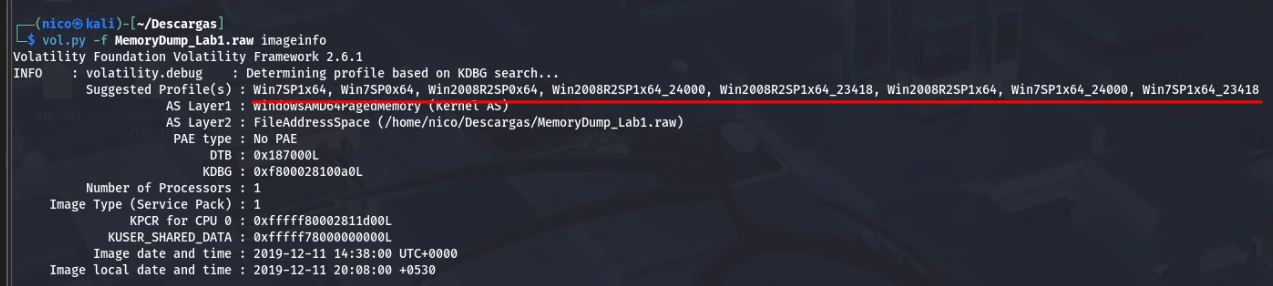 ┌──(nico㉿kali)-[~/Descargas]
└─$ vol.py -f MemoryDump_Lab1.raw imageinfo
Volatility Foundation Volatility Framework 2.6.1
INFO    : volatility.debug    : Determining profile based on KDBG search...
Suggested Profile(s) : Win7SP1x64, Win7SP0x64, Win2008R2SP0x64, Win2008R2SP1x64_24000, Win2008R2SP1x64_23418, Win2008R2SP1x64, Win7SP1x64_24000, Win7SP1x64_23418
AS Layer1 : WindowsAMD64PagedMemory (Kernel AS)
AS Layer2 : FileAddressSpace (/home/nico/Descargas/MemoryDump_Lab1.raw)
PAE type : No PAE
DTB : 0x187000L
KDBG : 0xf800028100a0L
Number of Processors : 1
Image Type (Service Pack) : 1
KPCR for CPU 0 : 0xfffff80002811d00L
KUSER_SHARED_DATA : 0xfffff78000000000L
Image date and time : 2019-12-11 14:38:00 UTC+0000
Image local date and time : 2019-12-11 20:08:00 +0530